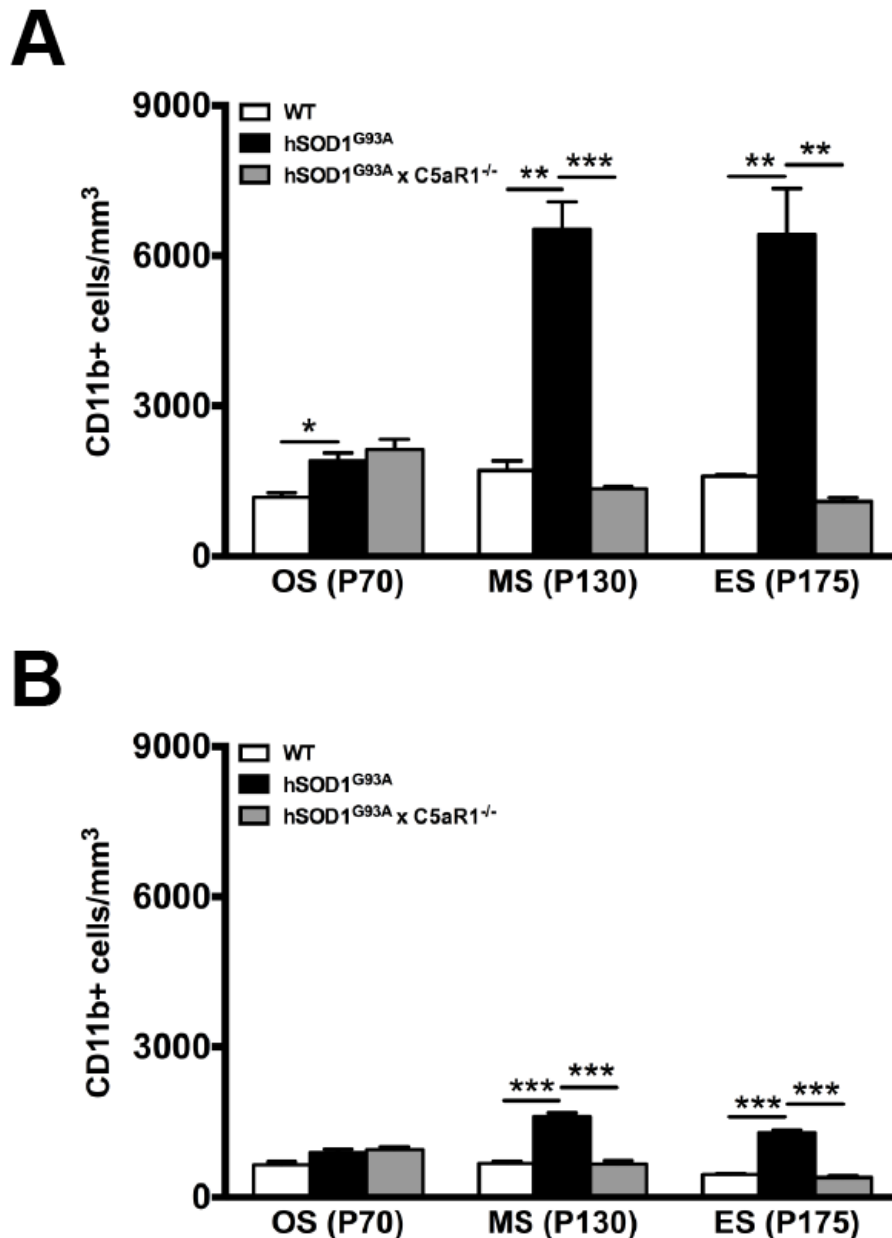 A
9000
WT
hSOD1G93A
hSOD1G93A x C5aR1-/-
** *** ** **
6000
CD11b+ cells/mm3
3000
*
0
OS (P70) MS (P130) ES (P175)
B
9000
WT
hSOD1G93A
hSOD1G93A x C5aR1-/-
6000
CD11b+ cells/mm3
3000
*** *** *** ***
0
OS (P70) MS (P130) ES (P175)